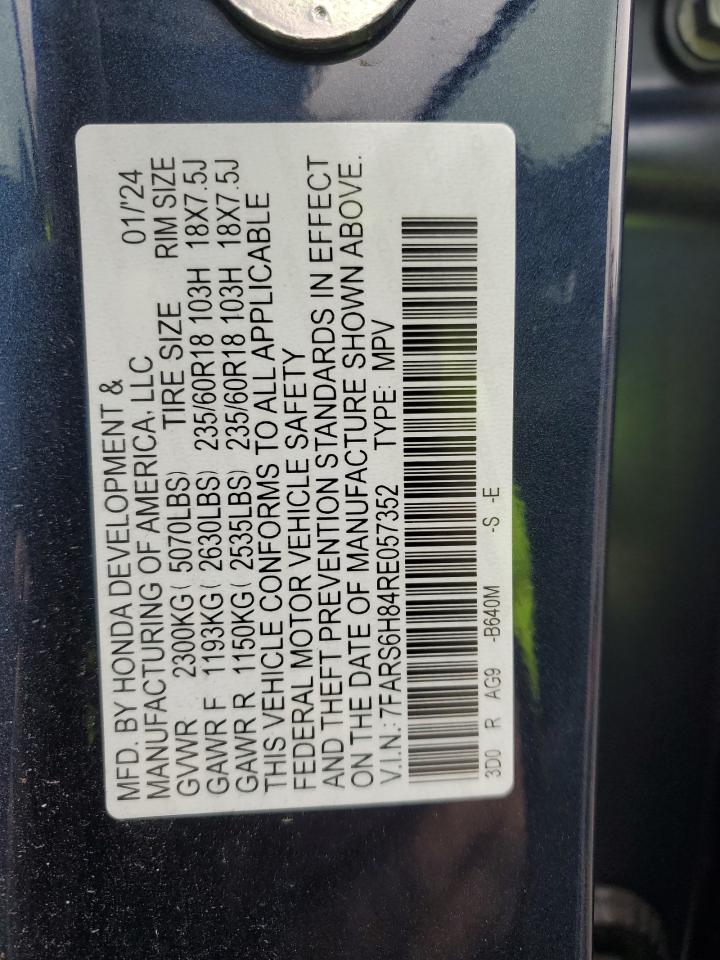 MFD. BY HONDA DEVELOPMENT &
MANUFACTURING OF AMERICA, LLC 01/'24
GVWR 2300KG ( 5070LBS) TIRE SIZE RIM SIZE
GAWR F 1193KG ( 2630LBS) 235/60R18 103H 18X7.5J
GAWR R 1150KG ( 2535LBS) 235/60R18 103H 18X7.5J
THIS VEHICLE CONFORMS TO ALL APPLICABLE
FEDERAL MOTOR VEHICLE SAFETY
AND THEFT PREVENTION STANDARDS IN EFFECT
ON THE DATE OF MANUFACTURE SHOWN ABOVE.
V.I.N.: 7FARS6H84RE057352 TYPE: MPV
3D0 R AG9 -B640M -S -E